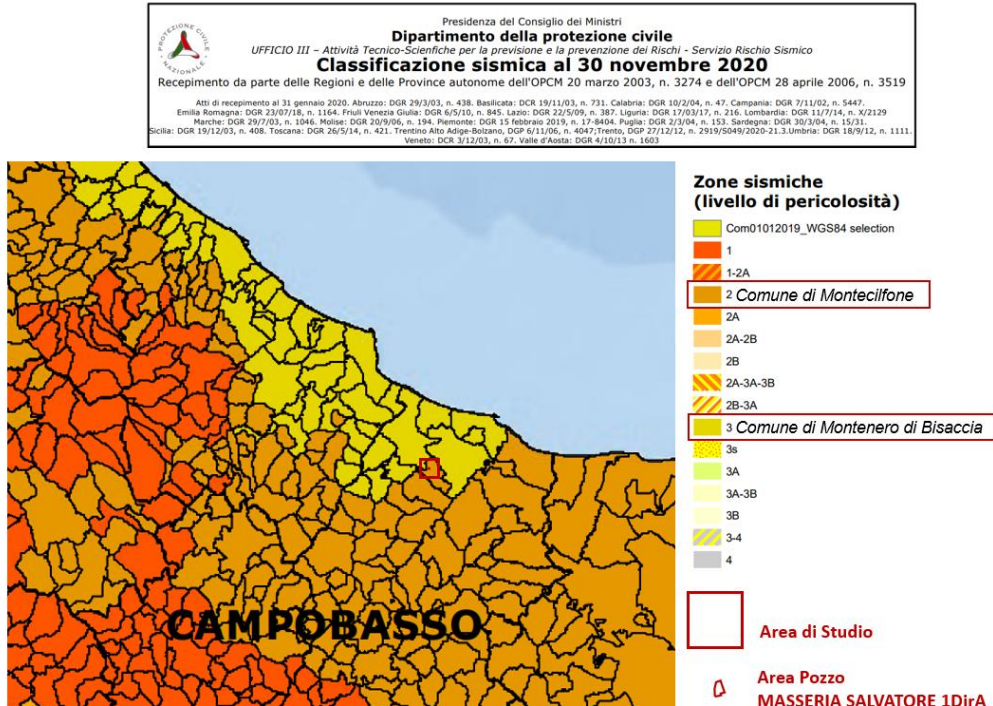 PROTEZIONE CIVILE
NAZIONALE
Presidenza del Consiglio dei Ministri
Dipartimento della protezione civile
UFFICIO III – Attività Tecnico-Scienfiche per la previsione e la prevenzione dei Rischi - Servizio Rischio Sismico
Classificazione sismica al 30 novembre 2020
Recepimento da parte delle Regioni e delle Province autonome dell'OPCM 20 marzo 2003, n. 3274 e dell'OPCM 28 aprile 2006, n. 3519
Atti di recepimento al 31 gennaio 2020. Abruzzo: DGR 29/3/03, n. 438. Basilicata: DCR 19/11/03, n. 731. Calabria: DGR 10/2/04, n. 47. Campania: DGR 7/11/02, n. 5447.
Emilia Romagna: DGR 23/07/18, n. 1164. Friuli Venezia Giulia: DGR 6/5/10, n. 845. Lazio: DGR 22/5/09, n. 387. Liguria: DGR 17/03/17, n. 216. Lombardia: DGR 11/7/14, n. X/2129
Marche: DGR 29/7/03, n. 1046. Molise: DGR 20/9/06, n. 194. Piemonte: DGR 15 febbraio 2019, n. 17-8404. Puglia: DGR 2/3/04, n. 153. Sardegna: DGR 30/3/04, n. 15/31.
Sicilia: DGR 19/12/03, n. 408. Toscana: DGR 26/5/14, n. 421. Trentino Alto Adige-Bolzano, DGP 6/11/06, n. 4047;Trento, DGP 27/12/12, n. 2919/S049/2020-21.3.Umbria: DGR 18/9/12, n. 1111.
Veneto: DCR 3/12/03, n. 67. Valle d'Aosta: DGR 4/10/13 n. 1603
Zone sismiche
(livello di pericolosità)
Com01012019_WGS84 selection
1
1-2A
2 Comune di Montecilfone
2A
2A-2B
2B
2A-3A-3B
2B-3A
3 Comune di Montenero di Bisaccia
3s
3A
3A-3B
3B
3-4
4
CAMPOBASSO
Area di Studio
Area Pozzo
MASSERIA SALVATORE 1DirA